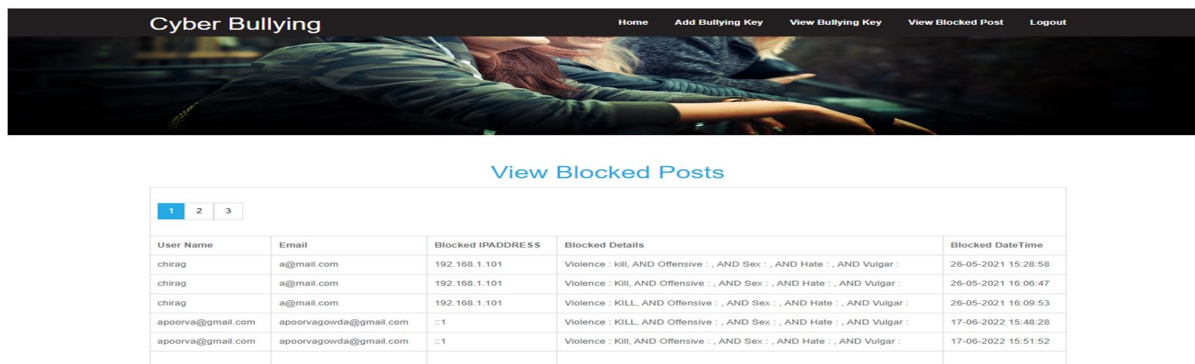 Cyber Bullying Home Add Bullying Key View Bullying Key View Blocked Post Logout
View Blocked Posts
1 2 3
User Name Email Blocked IPADDRESS Blocked Details Blocked DateTime
chirag a@mail.com 192.168.1.101 Violence : kill, AND Offensive : , AND Sex : , AND Hate : , AND Vulgar : 26-05-2021 15:28:58
chirag a@mail.com 192.168.1.101 Violence : Kill, AND Offensive : , AND Sex : , AND Hate : , AND Vulgar : 26-05-2021 16:06:47
chirag a@mail.com 192.168.1.101 Violence : KILL, AND Offensive : , AND Sex : , AND Hate : , AND Vulgar : 26-05-2021 16:09:53
apoorva@gmail.com apoorvagowda@gmail.com ::1 Violence : KILL, AND Offensive : , AND Sex : , AND Hate : , AND Vulgar : 17-06-2022 15:48:28
apoorva@gmail.com apoorvagowda@gmail.com ::1 Violence : Kill, AND Offensive : , AND Sex : , AND Hate : , AND Vulgar : 17-06-2022 15:51:52